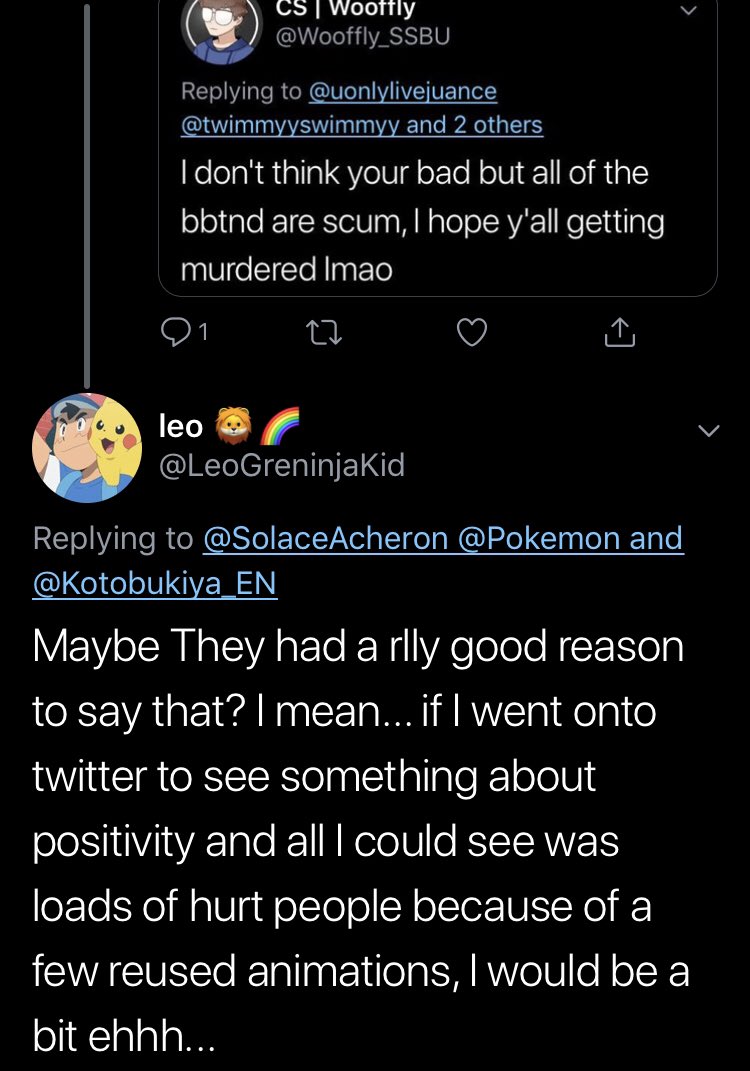 CS | Wooffly
@Wooffly_SSBU
Replying to @uonlylivejuance
@twimmyyswimmyy and 2 others
I don't think your bad but all of the
bbtnd are scum, I hope y'all getting
murdered lmao
1
leo 🦁🌈
@LeoGreninjaKid
Replying to @SolaceAcheron @Pokemon and
@Kotobukiya_EN
Maybe They had a rlly good reason
to say that? I mean... if I went onto
twitter to see something about
positivity and all I could see was
loads of hurt people because of a
few reused animations, I would be a
bit ehhh...